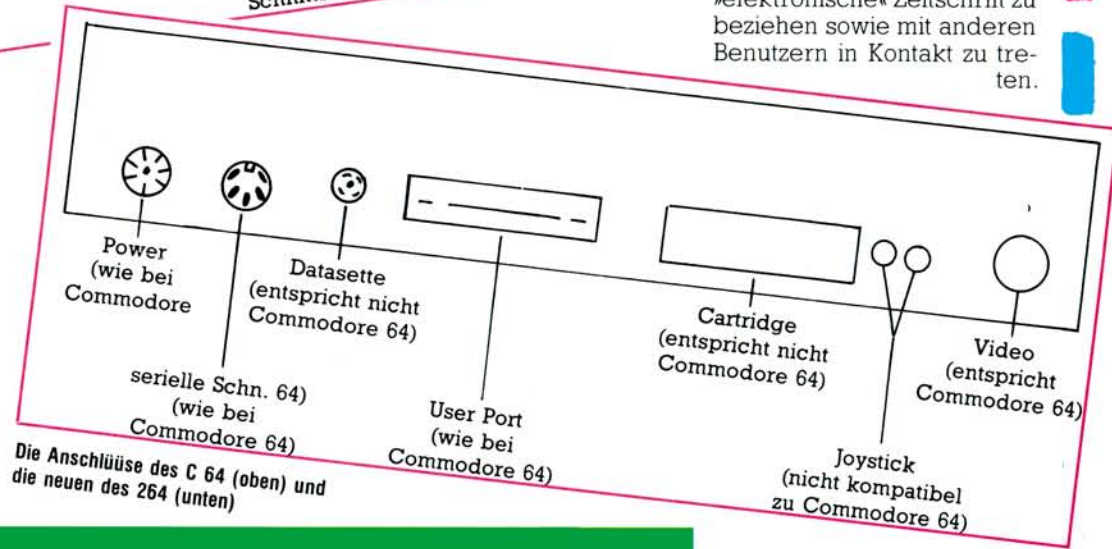 »elektronische« Zeitschrift zu
beziehen sowie mit anderen
Benutzern in Kontakt zu tre-
ten.
Power
(wie bei
Commodore
serielle Schn. 64)
(wie bei
Commodore 64)
Datasette
(entspricht nicht
Commodore 64)
User Port
(wie bei
Commodore 64)
Cartridge
(entspricht nicht
Commodore 64)
Joystick
(nicht kompatibel
zu Commodore 64)
Video
(entspricht
Commodore 64)
Die Anschlüüse des C 64 (oben) und
die neuen des 264 (unten)